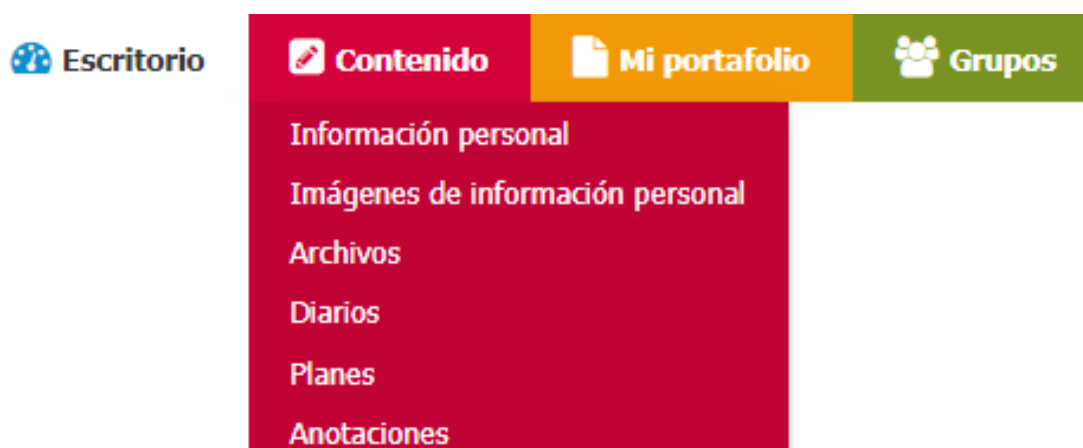 Escritorio Contenido Mi portafolio Grupos
Información personal
Imágenes de información personal
Archivos
Diarios
Planes
Anotaciones